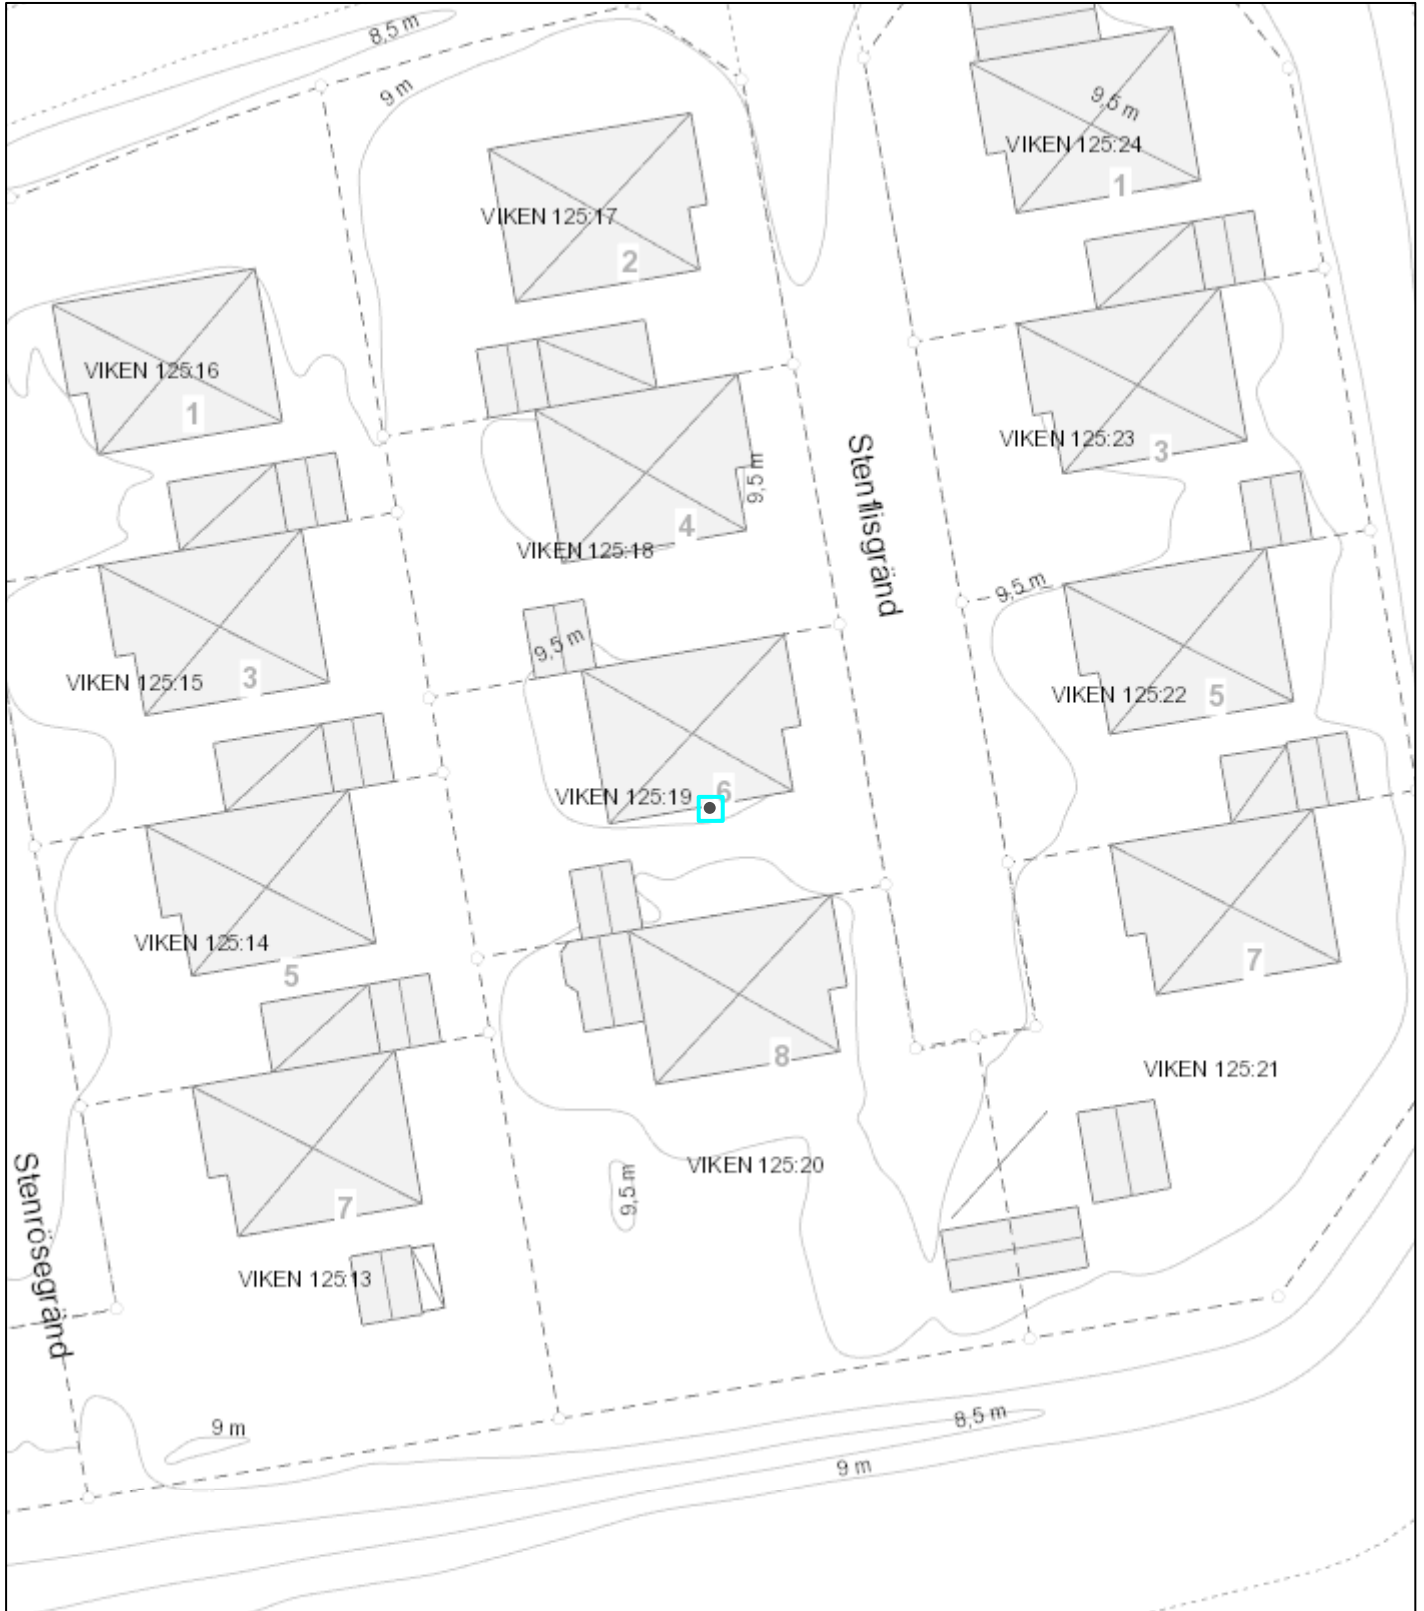 8,5 m
9 m
9,5 m
VIKEN 125:24
1
VIKEN 125:17
2
VIKEN 125:16
1
VIKEN 125:23
3
9,5 m
4
VIKEN 125:18
Stenflisgränd
9,5 m
9,5 m
VIKEN 125:15
3
VIKEN 125:22
5
VIKEN 125:19
6
VIKEN 125:14
5
7
8
VIKEN 125:21
VIKEN 125:20
9,5 m
Stenrösegränd
7
VIKEN 125:13
9 m
8,5 m
9 m